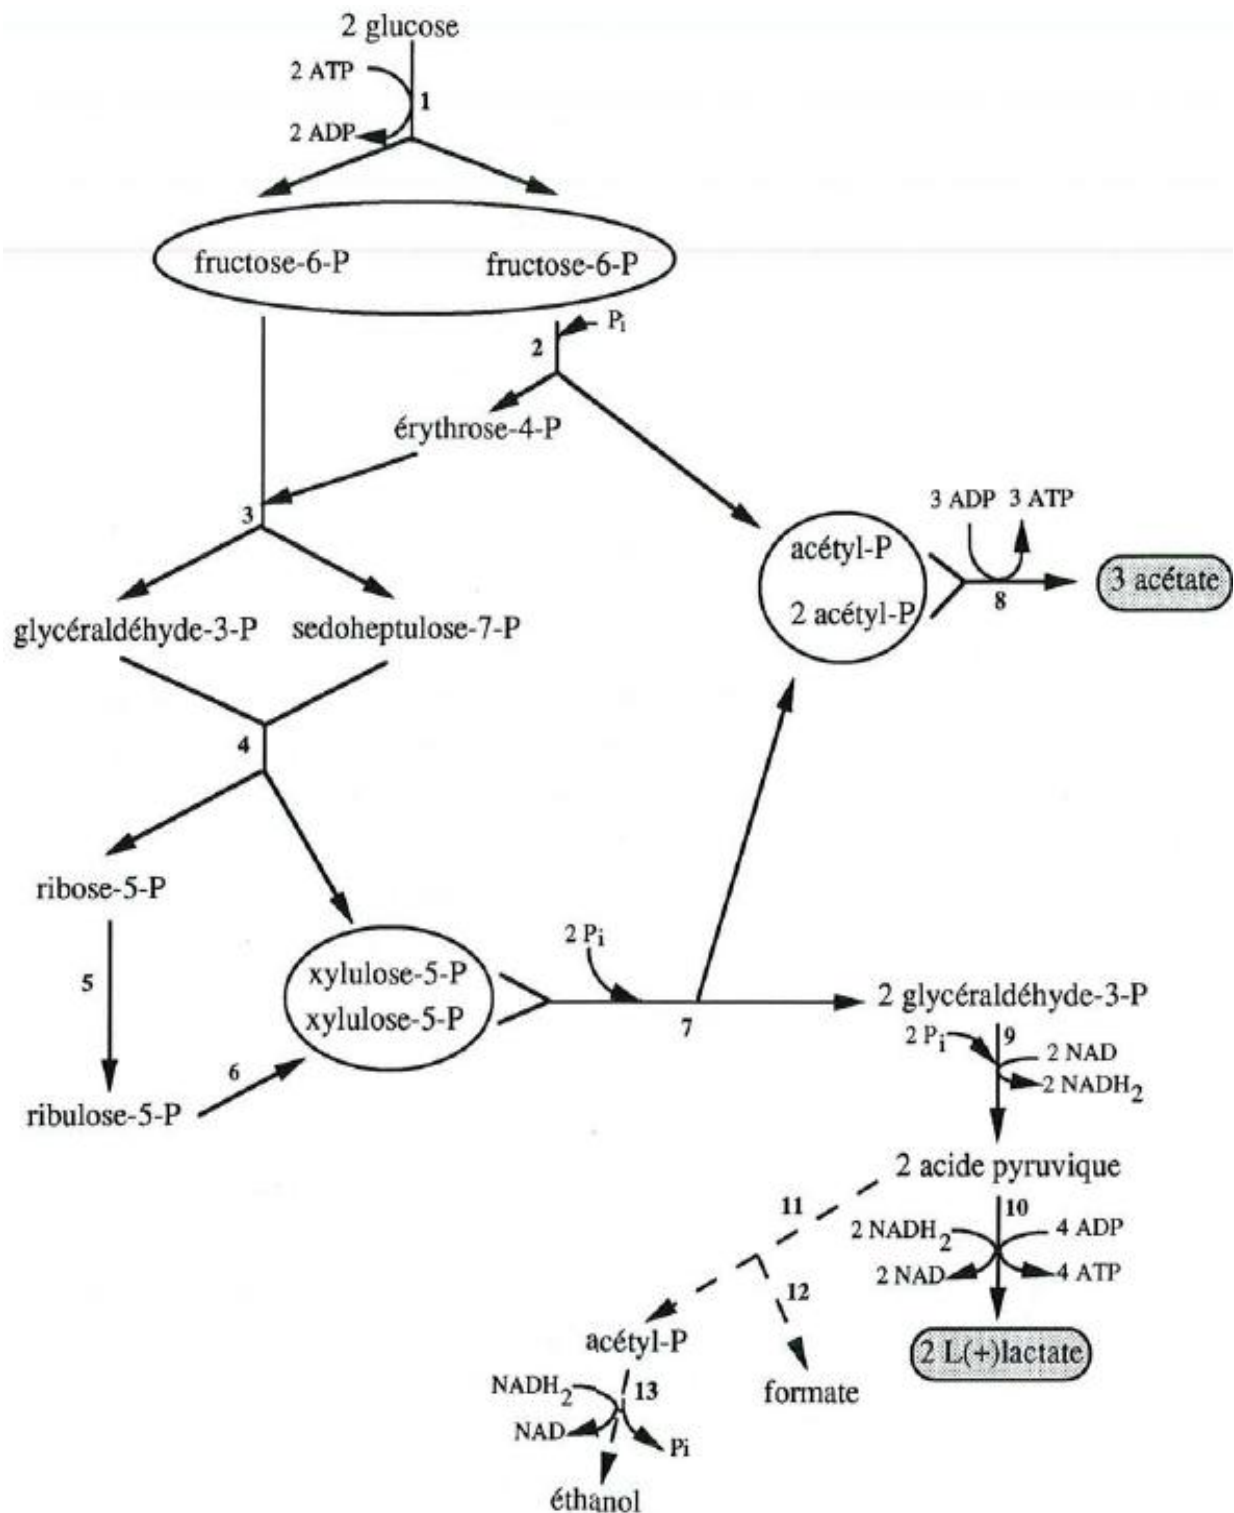 2 glucose
2 ATP
1
2 ADP
fructose-6-P fructose-6-P
Pi
2
érythrose-4-P
3 ADP 3 ATP
3
acétyl-P
3 acétate
8
2 acétyl-P
glycéraldéhyde-3-P sedoheptulose-7-P
4
ribose-5-P
2 Pi
xylulose-5-P
5
2 glycéraldéhyde-3-P
xylulose-5-P
7
2 Pi
9
2 NAD
6
2 NADH2
ribulose-5-P
2 acide pyruvique
11
10
2 NADH2
4 ADP
2 NAD
4 ATP
12
acétyl-P
2 L(+)lactate
NADH2
13
formate
NAD
Pi
éthanol